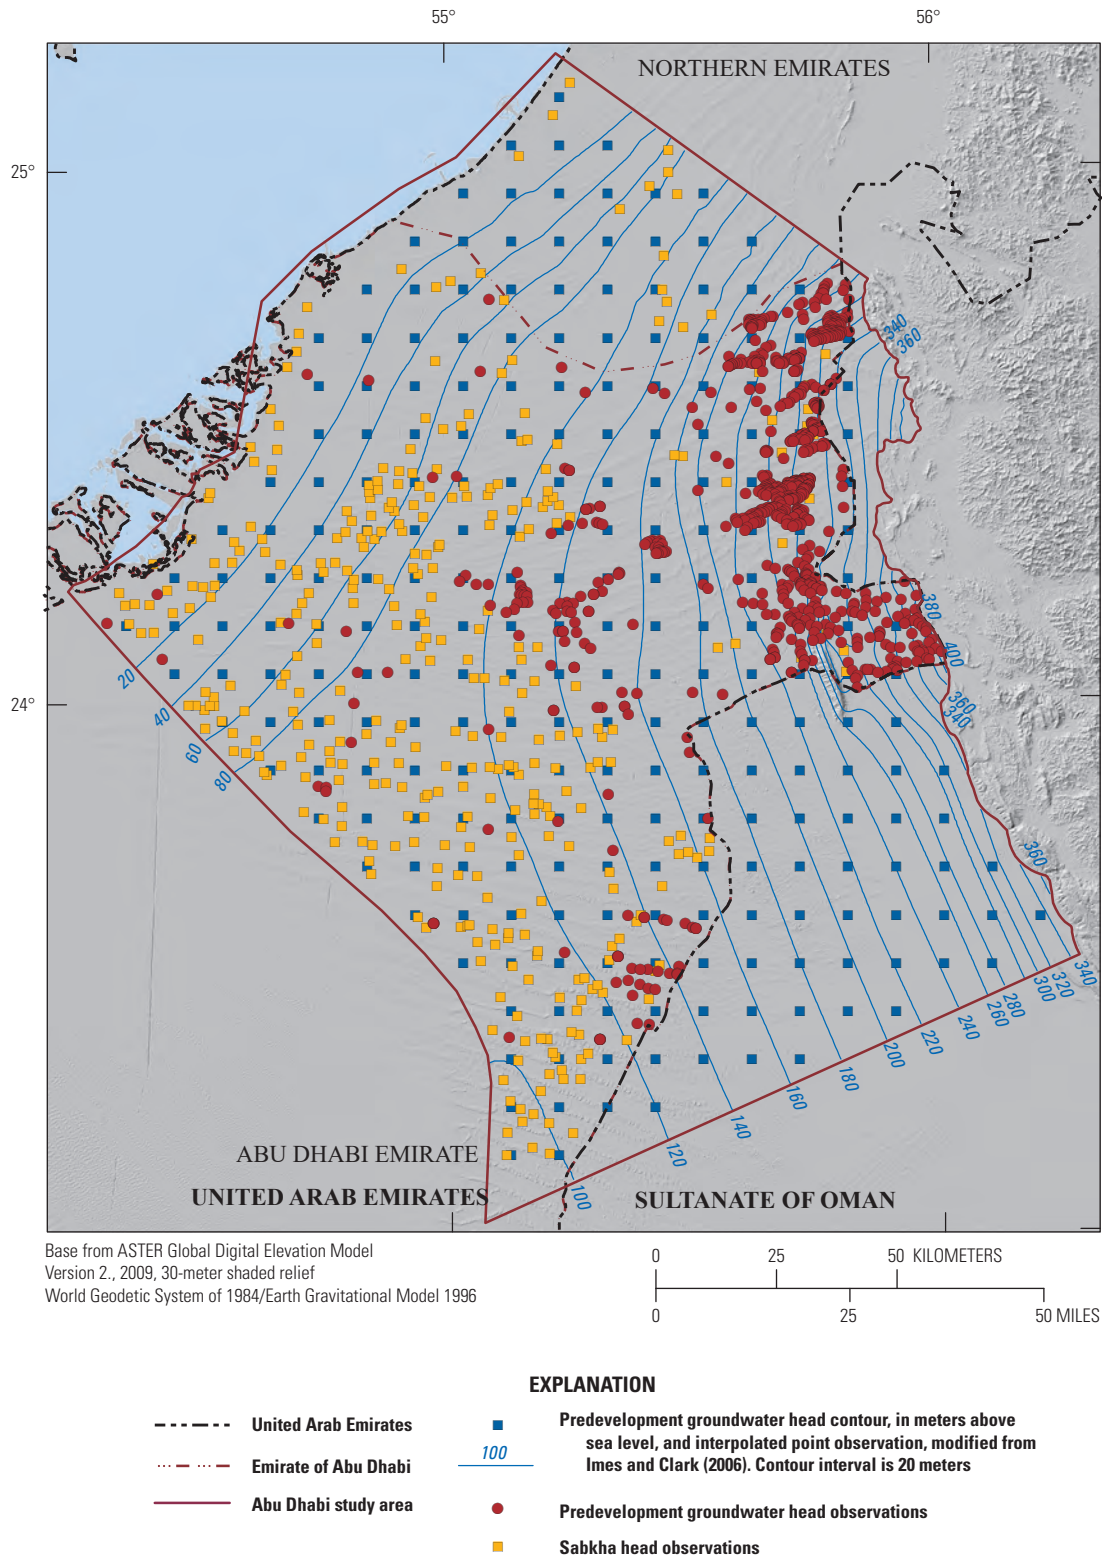 55°
56°
NORTHERN EMIRATES
25°
340
360
380
400
24°
20
40
60
80
360
340
360
340
320
300
280
260
240
220
200
180
160
140
120
100
ABU DHABI EMIRATE
UNITED ARAB EMIRATES
SULTANATE OF OMAN
Base from ASTER Global Digital Elevation Model
Version 2., 2009, 30-meter shaded relief
World Geodetic System of 1984/Earth Gravitational Model 1996
0 25 50 KILOMETERS
0 25 50 MILES
EXPLANATION
United Arab Emirates
Emirate of Abu Dhabi
Abu Dhabi study area
100
Predevelopment groundwater head contour, in meters above
sea level, and interpolated point observation, modified from
Imes and Clark (2006). Contour interval is 20 meters
Predevelopment groundwater head observations
Sabkha head observations